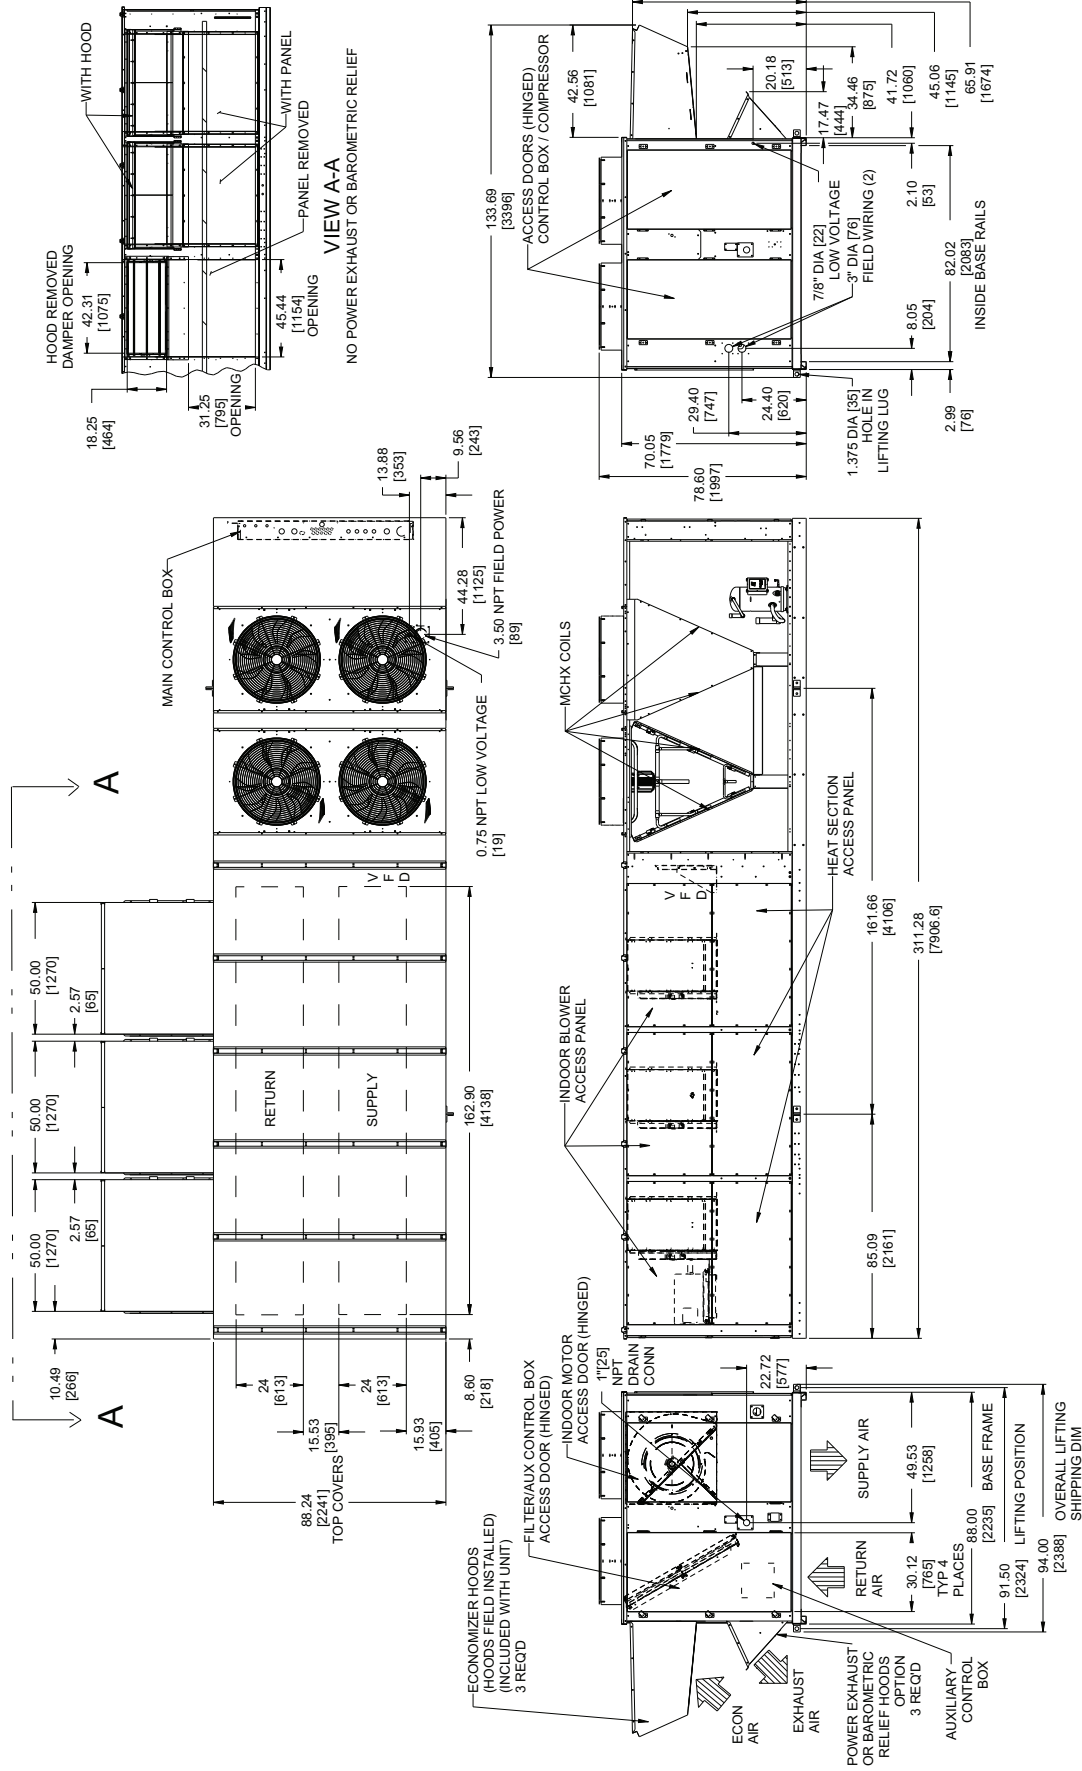 A
A
10.49
[266]
50.00
[1270]
2.57
[65]
50.00
[1270]
50.00
[1270]
2.57
[65]
88.24
[2241]
TOP COVERS
24
[613]
15.53
[395]
24
[613]
15.93
[405]
8.60
[218]
RETURN
SUPPLY
V F D
162.90
[4138]
MAIN CONTROL BOX
0.75 NPT LOW VOLTAGE
[19]
3.50 NPT FIELD POWER
[89]
44.28
[1125]
13.88
[353]
9.56
[243]
HOOD REMOVED
DAMPER OPENING
42.31
[1075]
WITH HOOD
18.25
[464]
31.25
[795]
OPENING
45.44
[1154]
OPENING
PANEL REMOVED
WITH PANEL
VIEW A-A
NO POWER EXHAUST OR BAROMETRIC RELIEF
ECONOMIZER HOODS
(HOODS FIELD INSTALLED)
(INCLUDED WITH UNIT)
3 REQ'D
FILTER/AUX CONTROL BOX
ACCESS DOOR (HINGED)
INDOOR MOTOR
ACCESS DOOR (HINGED)
1"[25]
NPT
DRAIN
CONN
22.72
[577]
ECON
AIR
EXHAUST
AIR
POWER EXHAUST
OR BAROMETRIC
RELIEF HOODS
OPTION
3 REQ'D
AUXILIARY
CONTROL
BOX
RETURN
AIR
SUPPLY AIR
30.12
[765]
TYP 4
PLACES
49.53
[1258]
88.00
[2235]
BASE FRAME
91.50
[2324]
LIFTING POSITION
94.00
[2388]
OVERALL LIFTING
SHIPPING DIM
INDOOR BLOWER
ACCESS PANEL
MCHX COILS
V F D
HEAT SECTION
ACCESS PANEL
85.09
[2161]
161.66
[4106]
311.28
[7906.6]
133.69
[3396]
42.56
[1081]
ACCESS DOORS (HINGED)
CONTROL BOX / COMPRESSOR
78.60
[1997]
70.05
[1779]
29.40
[747]
24.40
[620]
1.375 DIA [35]
HOLE IN
LIFTING LUG
2.99
[76]
8.05
[204]
82.02
[2083]
INSIDE BASE RAILS
2.10
[53]
7/8" DIA [22]
LOW VOLTAGE
3" DIA [76]
FIELD WIRING (2)
17.47
[444]
34.46
[875]
20.18
[513]
41.72
[1060]
45.06
[1145]
65.91
[1674]